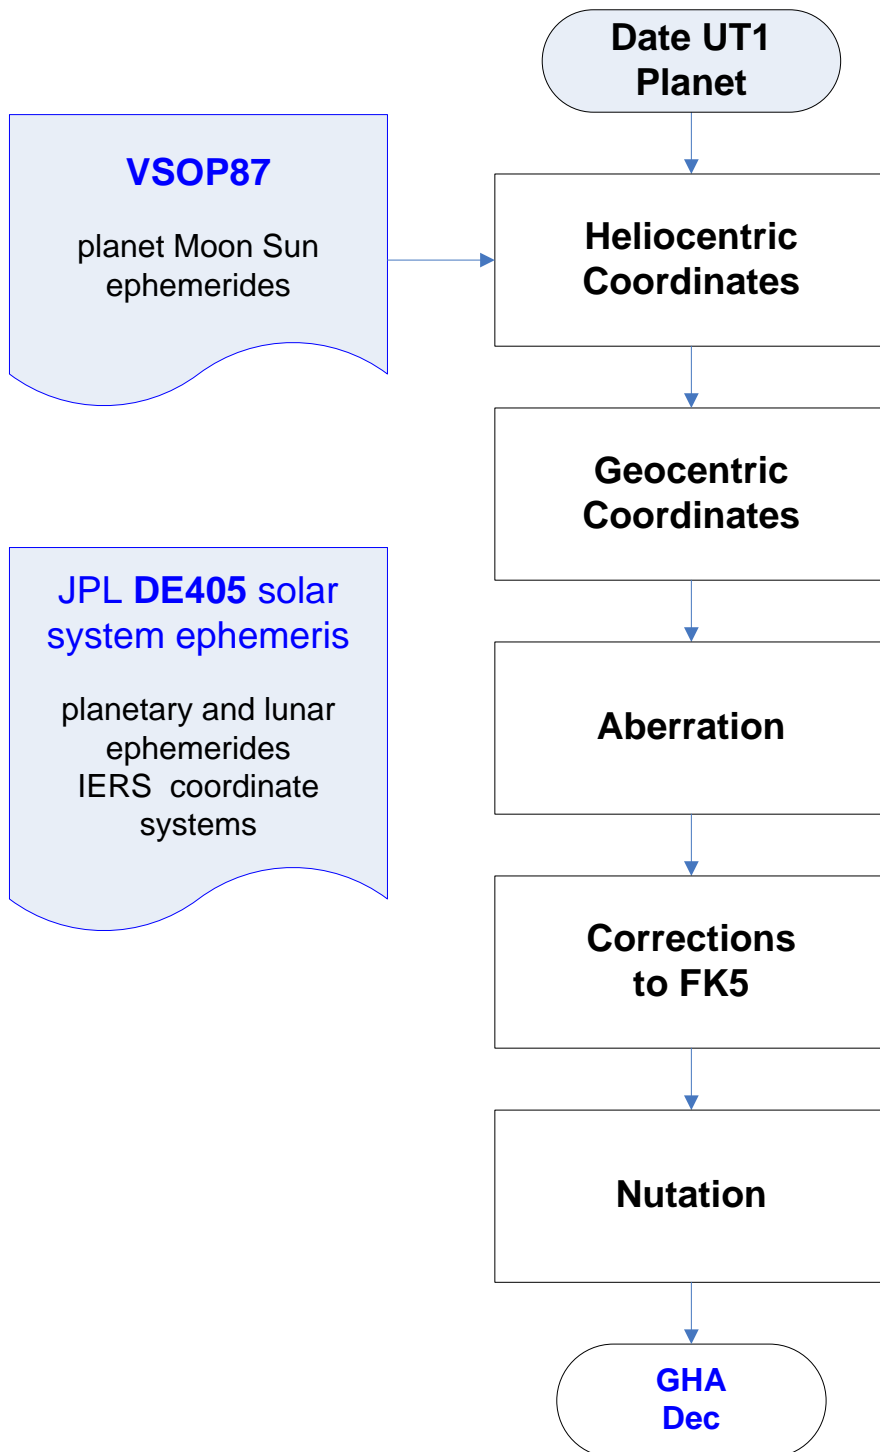 Date UT1
Planet
VSOP87
planet Moon Sun
ephemerides
Heliocentric
Coordinates
Geocentric
Coordinates
JPL DE405 solar
system ephemeris
planetary and lunar
ephemerides
IERS coordinate
systems
Aberration
Corrections
to FK5
Nutation
GHA
Dec